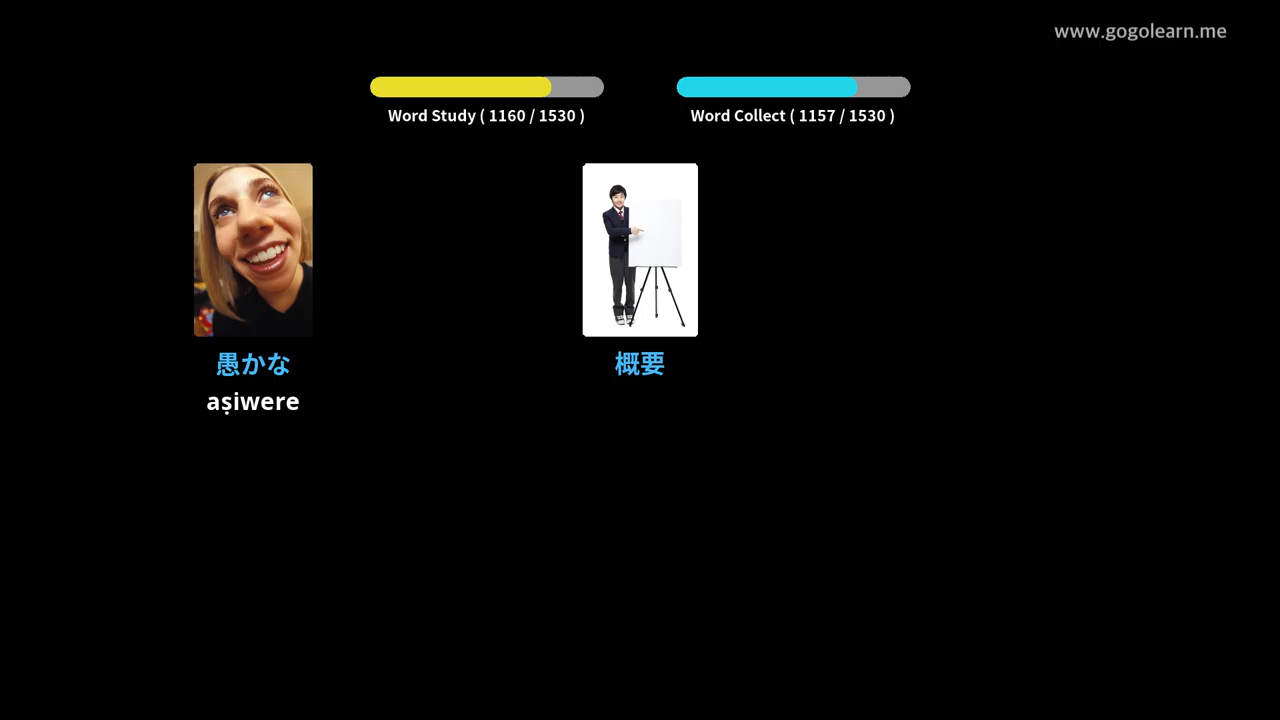 www.gogolearn.me
Word Study ( 1160 / 1530 )
Word Collect ( 1157 / 1530 )
愚かな
aṣiwere
概要